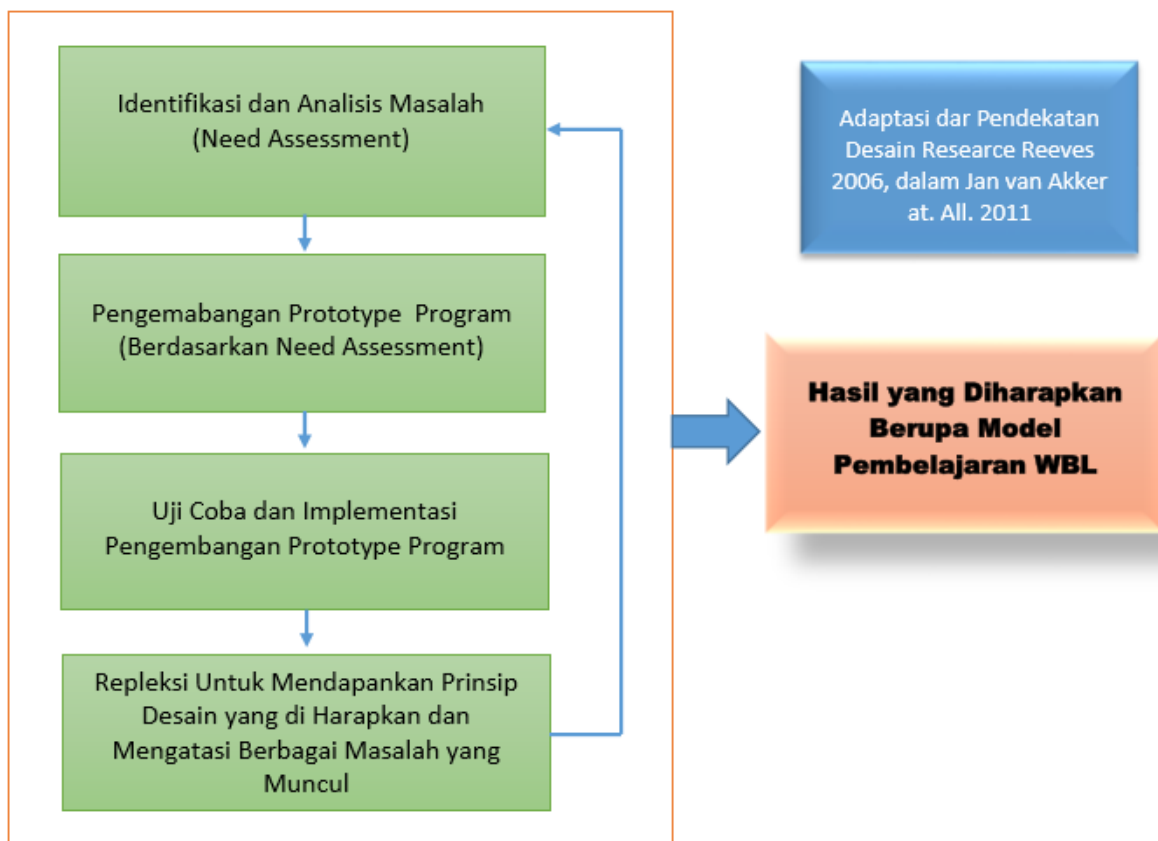 Identifikasi dan Analisis Masalah
(Need Assessment)
Pengemabangan Prototype Program
(Berdasarkan Need Assessment)
Uji Coba dan Implementasi
Pengembangan Prototype Program
Repleksi Untuk Mendapankan Prinsip
Desain yang di Harapkan dan
Mengatasi Berbagai Masalah yang
Muncul
Adaptasi dar Pendekatan
Desain Researce Reeves
2006, dalam Jan van Akker
at. All. 2011
Hasil yang Diharapkan
Berupa Model
Pembelajaran WBL